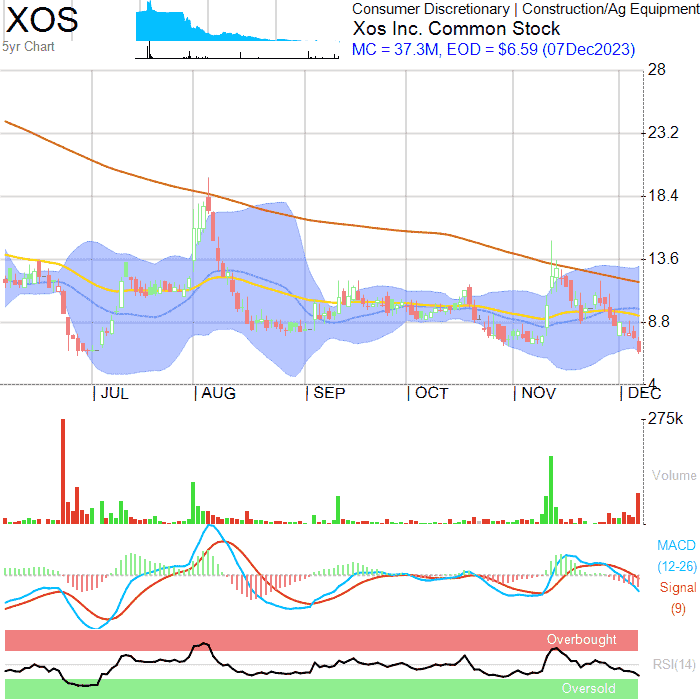 XOS
5yr Chart
Consumer Discretionary | Construction/Ag Equipment
Xos Inc. Common Stock
MC = 37.3M, EOD = $6.59 (07Dec2023)
28
23.2
18.4
13.6
8.8
4
| JUL | AUG | SEP | OCT | NOV | DEC
275k
Volume
MACD
(12-26)
Signal
(9)
Overbought
RSI(14)
Oversold